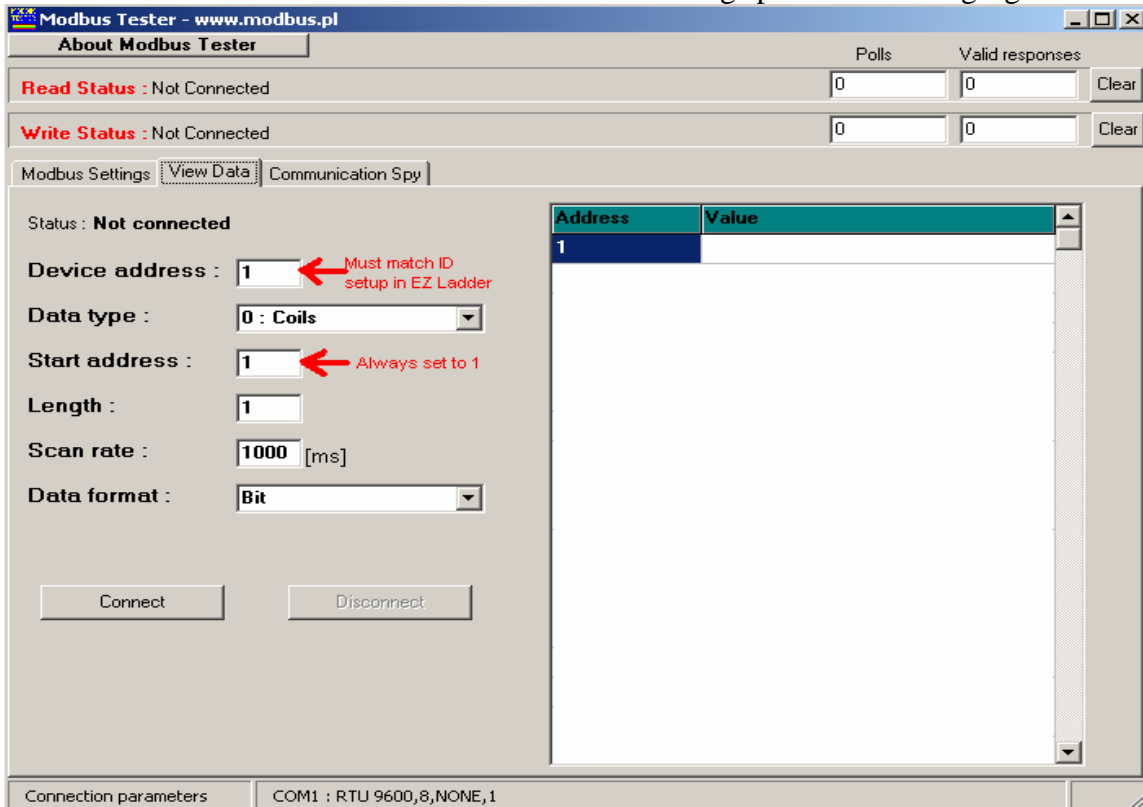 Modbus Tester - www.modbus.pl
About Modbus Tester
Polls Valid responses
Read Status : Not Connected 0 0 Clear
Write Status : Not Connected 0 0 Clear
Modbus Settings View Data Communication Spy
Status : Not connected
Address Value
1
Device address : 1
Must match ID
setup in EZ Ladder
Data type : 0 : Coils
Start address : 1 Always set to 1
Length : 1
Scan rate : 1000 [ms]
Data format : Bit
Connect Disconnect
Connection parameters COM1 : RTU 9600,8,NONE,1